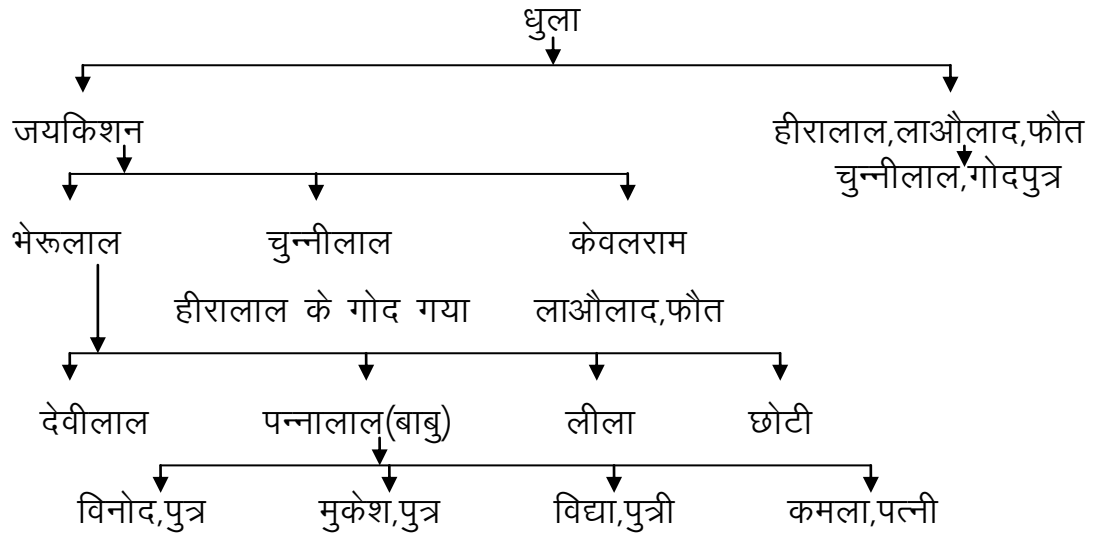 धुला
जयकिशन हीरालाल,लाऔलाद,फौत
चुन्नीलाल,गोदपुत्र
भेरूलाल चुन्नीलाल केवलराम
हीरालाल के गोद गया लाऔलाद,फौत
देवीलाल पन्नालाल(बाबु) लीला छोटी
विनोद,पुत्र मुकेश,पुत्र विद्या,पुत्री कमला,पत्नी